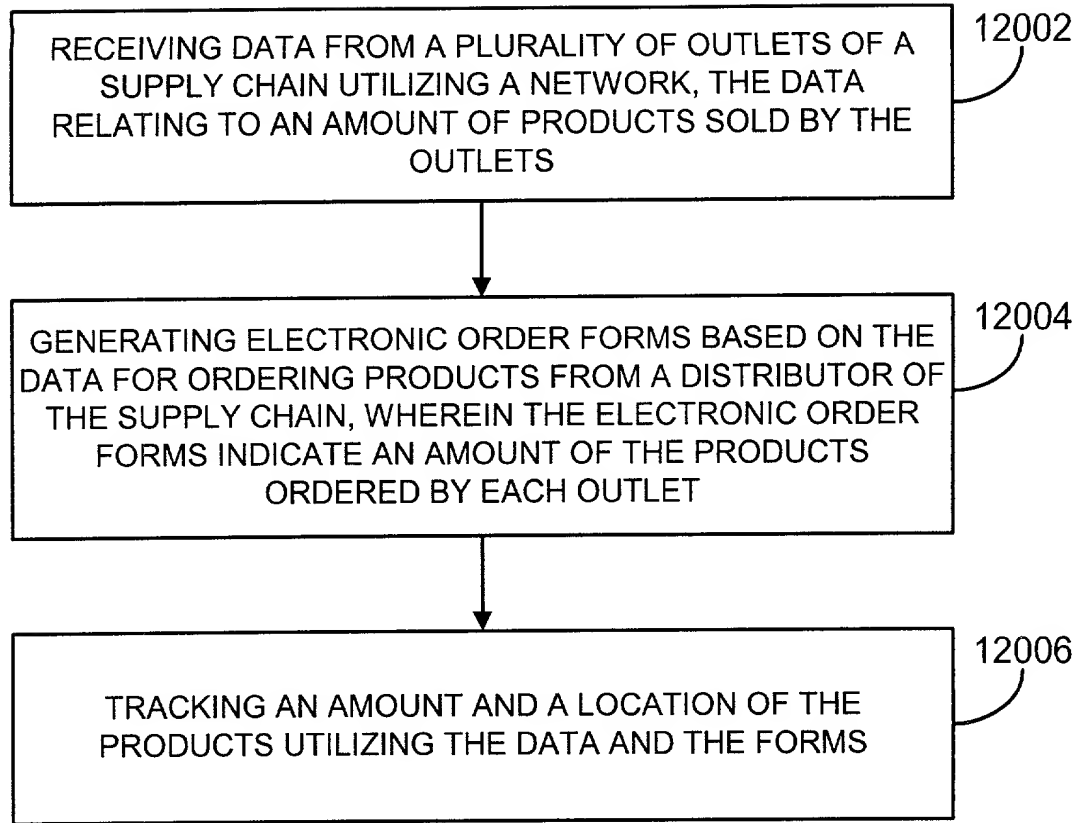 RECEIVING DATA FROM A PLURALITY OF OUTLETS OF A
SUPPLY CHAIN UTILIZING A NETWORK, THE DATA
RELATING TO AN AMOUNT OF PRODUCTS SOLD BY THE
OUTLETS
12002
GENERATING ELECTRONIC ORDER FORMS BASED ON THE
DATA FOR ORDERING PRODUCTS FROM A DISTRIBUTOR OF
THE SUPPLY CHAIN, WHEREIN THE ELECTRONIC ORDER
FORMS INDICATE AN AMOUNT OF THE PRODUCTS
ORDERED BY EACH OUTLET
12004
TRACKING AN AMOUNT AND A LOCATION OF THE
PRODUCTS UTILIZING THE DATA AND THE FORMS
12006